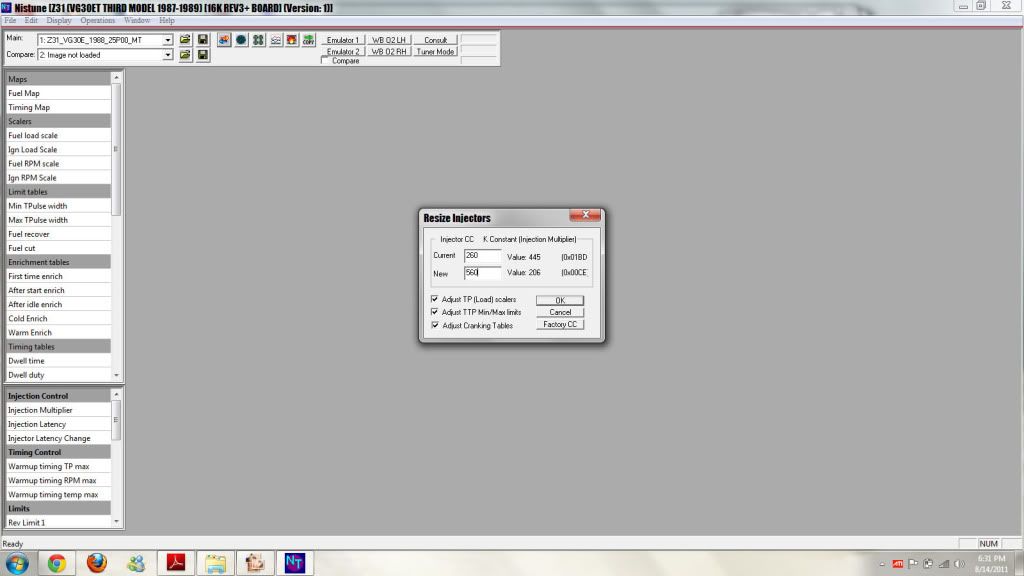 Nistune [Z31 (VG30ET THIRD MODEL 1987-1989) (16K REV3+ BOARD) (Version: 1)]
File Edit Display Operations Window Help
Main: 1: Z31_VG30E_1988_25P00_MT
Compare: 2: Image not loaded
COPY
Emulator 1 WB O2 LH Consult
Emulator 2 WB O2 RH Tuner Mode
Compare
Maps
Fuel Map
Timing Map
Scalers
Fuel load scale
Ign Load Scale
Fuel RPM scale
Ign RPM Scale
Limit tables
Min TPulse width
Max TPulse width
Fuel recover
Fuel cut
Enrichment tables
First time enrich
After start enrich
After idle enrich
Cold Enrich
Warm Enrich
Timing tables
Dwell time
Dwell duty
Injection Control
Injection Multiplier
Injection Latency
Injector Latency Change
Timing Control
Warmup timing TP max
Warmup timing RPM max
Warmup timing temp max
Limits
Rev Limit 1
Resize Injectors
Injector CC K Constant (Injection Multiplier)
Current 260 Value: 445 (0x01BD
New 560 Value: 206 (0x00CE
Adjust TP (Load) scalers OK
Adjust TTP Min/Max limits Cancel
Adjust Cranking Tables Factory CC
Ready NUM
NT
ATI
6:31 PM
8/14/2011